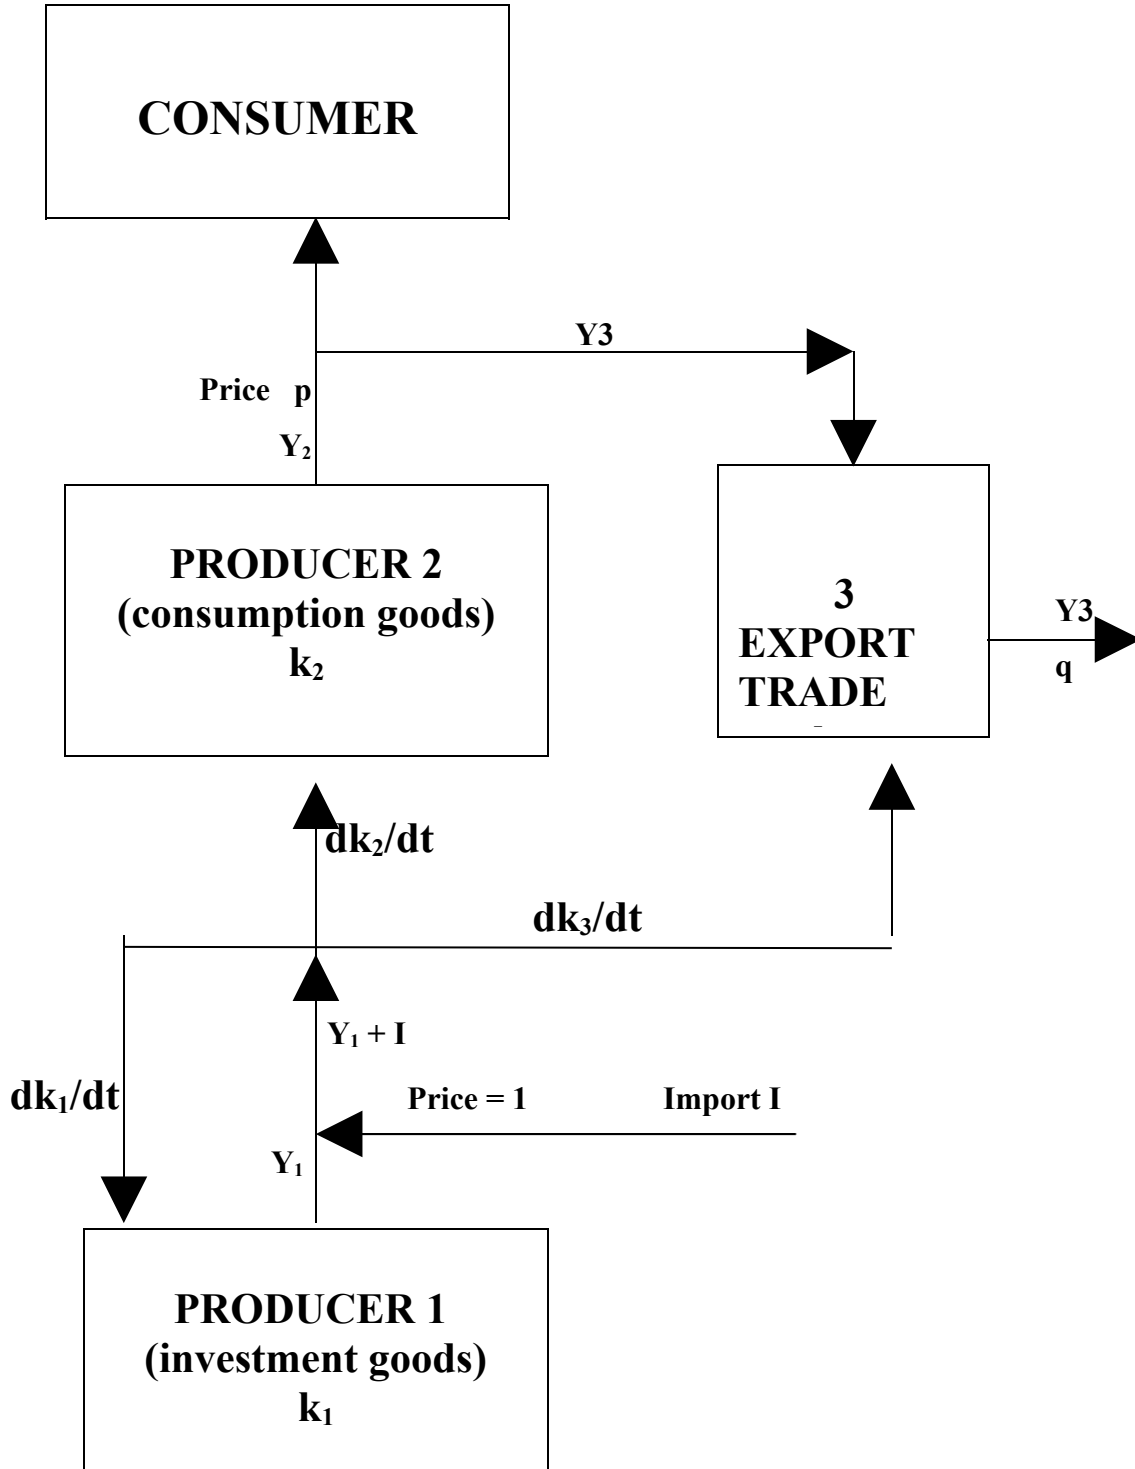 CONSUMER
Y3
Price p
Y₂
PRODUCER 2
(consumption goods)
k₂
3
EXPORT
TRADE
Y3
q
dk₂/dt
dk₃/dt
Y₁ + I
dk₁/dt
Price = 1 Import I
Y₁
PRODUCER 1
(investment goods)
k₁